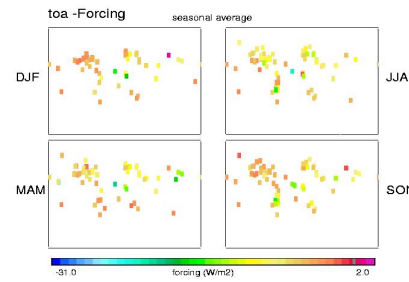 toa -Forcing
seasonal average
DJF
JJA
MAM
SON
-31.0 forcing (W/m2) 2.0